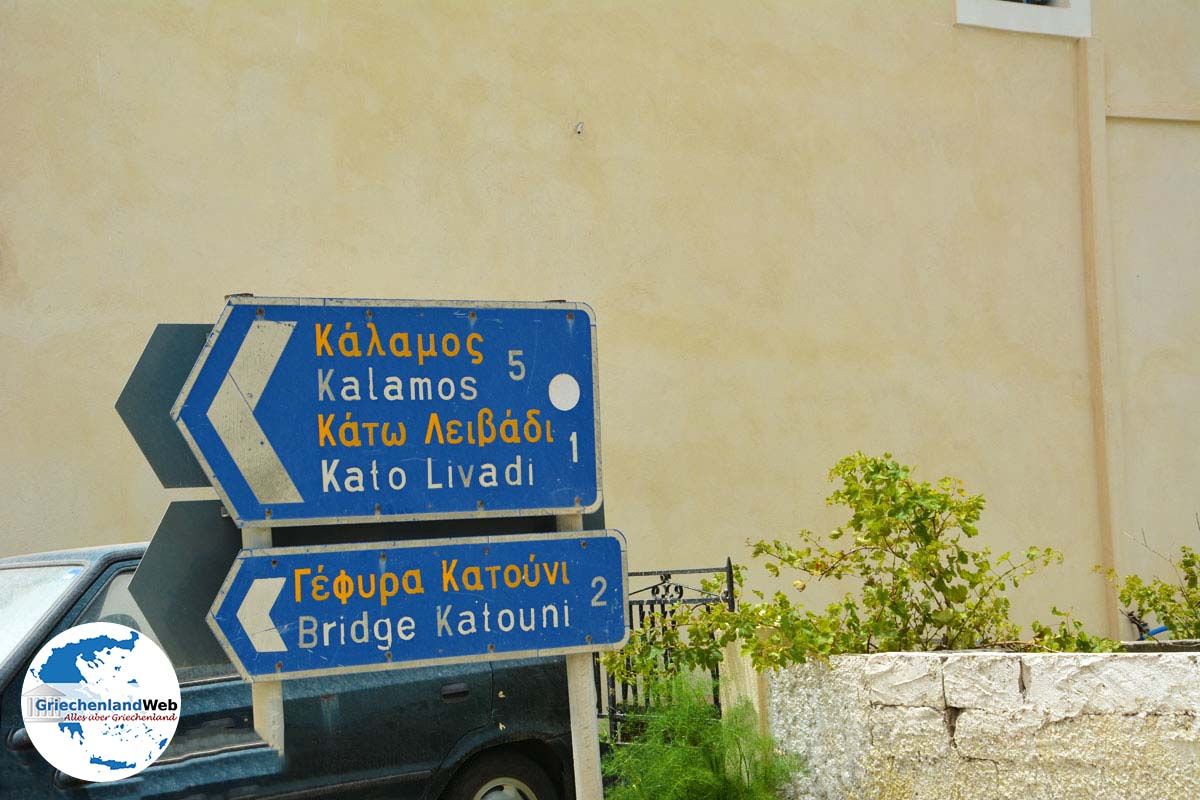 Κάλαμος
Kalamos 5
Κάτω Λειβάδι
Kato Livadi 1
Γέφυρα Κατούνι
Bridge Katouni 2
GriechenlandWeb
Alles über Griechenland